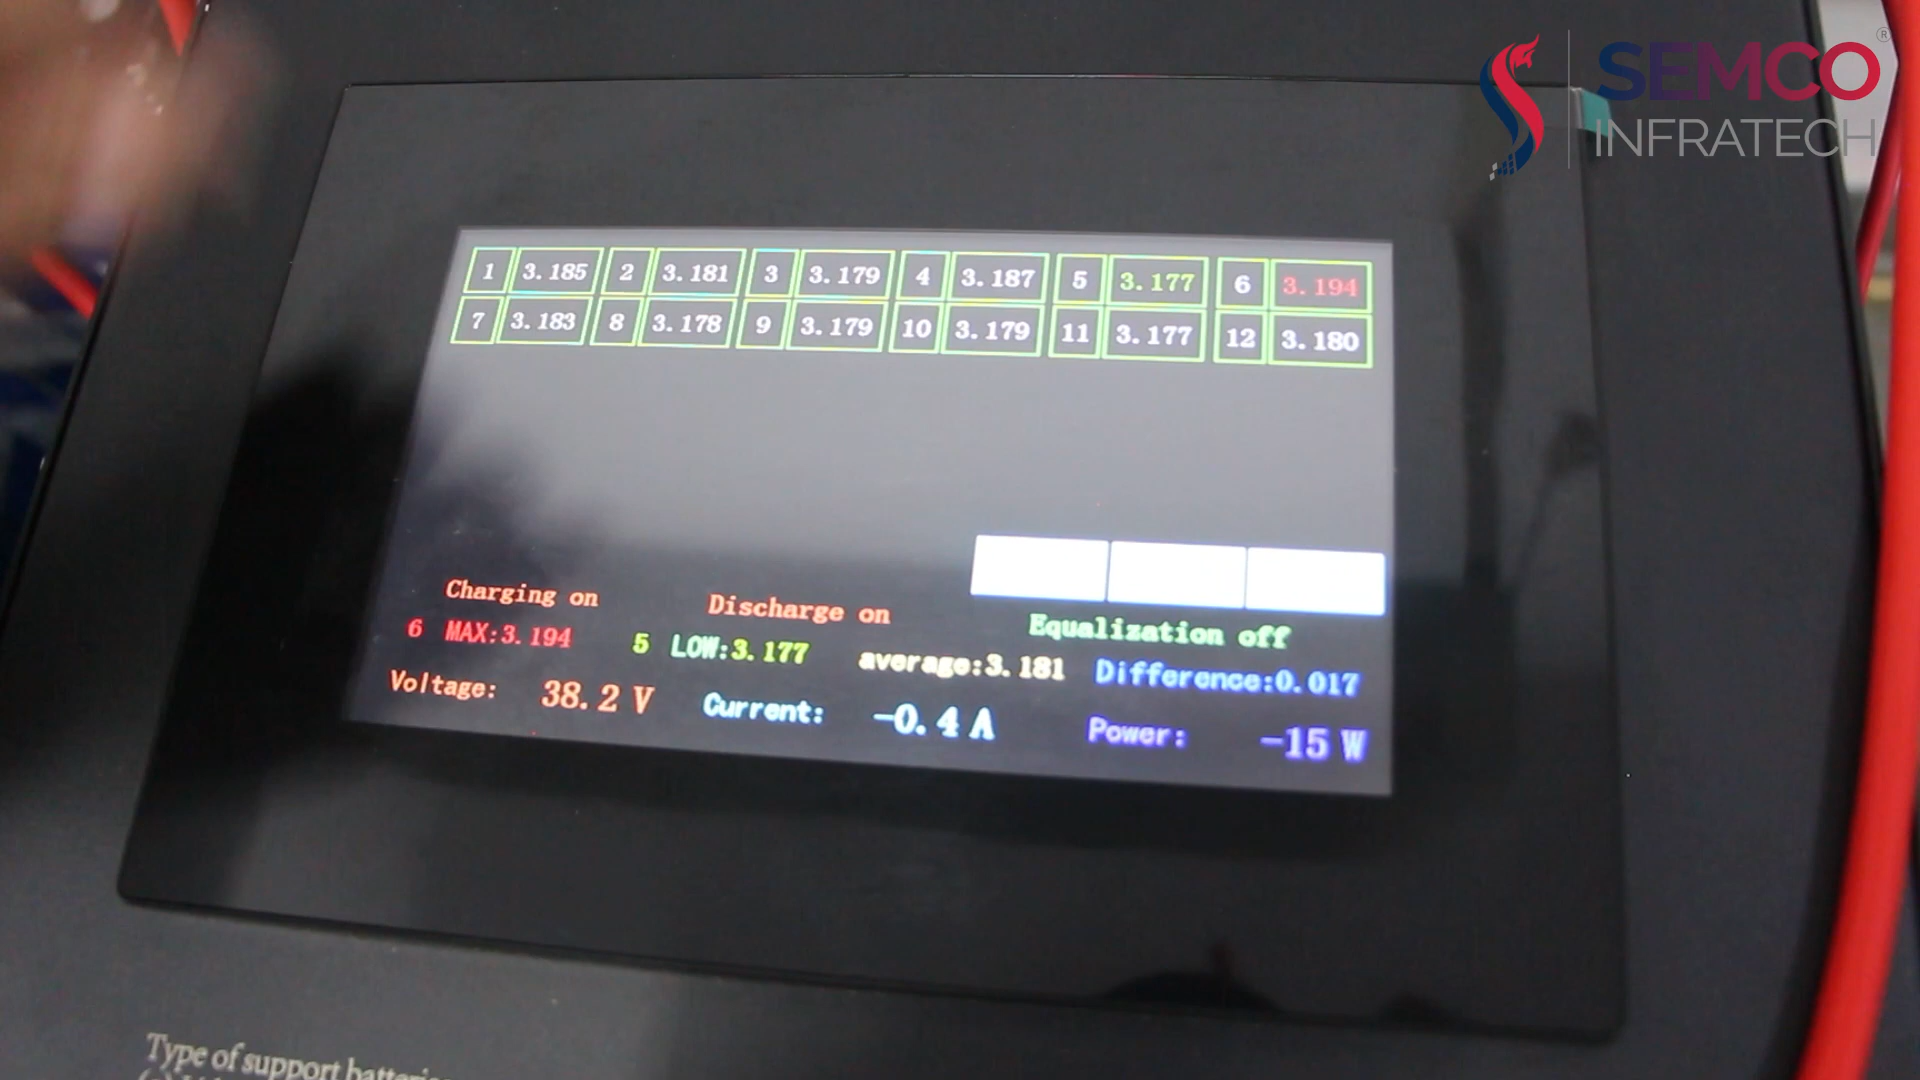 SEMCO ®
INFRATECH
1 3.185 2 3.181 3 3.179 4 3.187 5 3.177 6 3.194
7 3.183 8 3.178 9 3.179 10 3.179 11 3.177 12 3.180
Charging on Discharge on Equalization off
6 MAX:3.194 5 LOW:3.177 average:3.181 Difference:0.017
Voltage: 38.2 V Current: -0.4 A Power: -15 W
Type of support